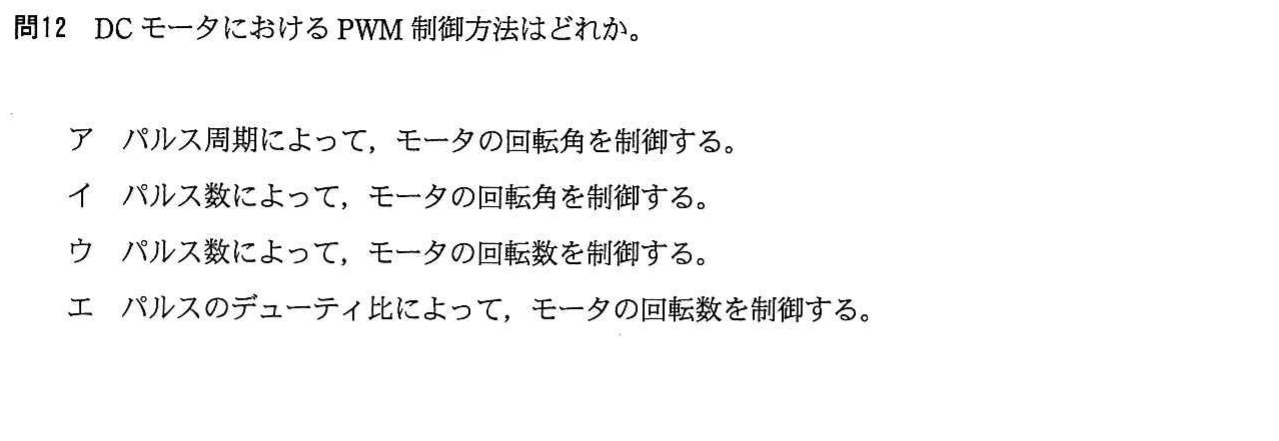 問12 DC モータにおける PWM 制御方法はどれか。
ア パルス周期によって，モータの回転角を制御する。
イ パルス数によって，モータの回転角を制御する。
ウ パルス数によって，モータの回転数を制御する。
エ パルスのデューティ比によって，モータの回転数を制御する。